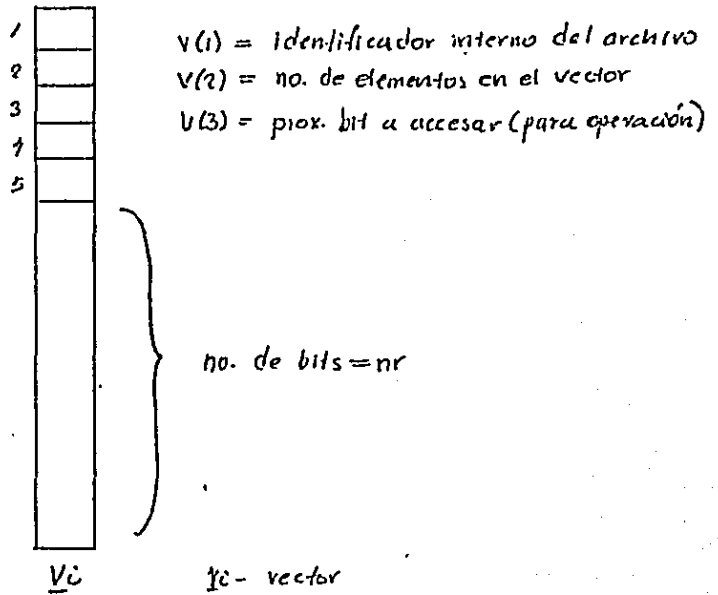 1
2
3
4
5
v(1) = identificador interno del archivo
v(2) = no. de elementos en el vector
v(3) = prox. bit a accesar (para operación)
no. de bits = nr
Vi
Vi - vector